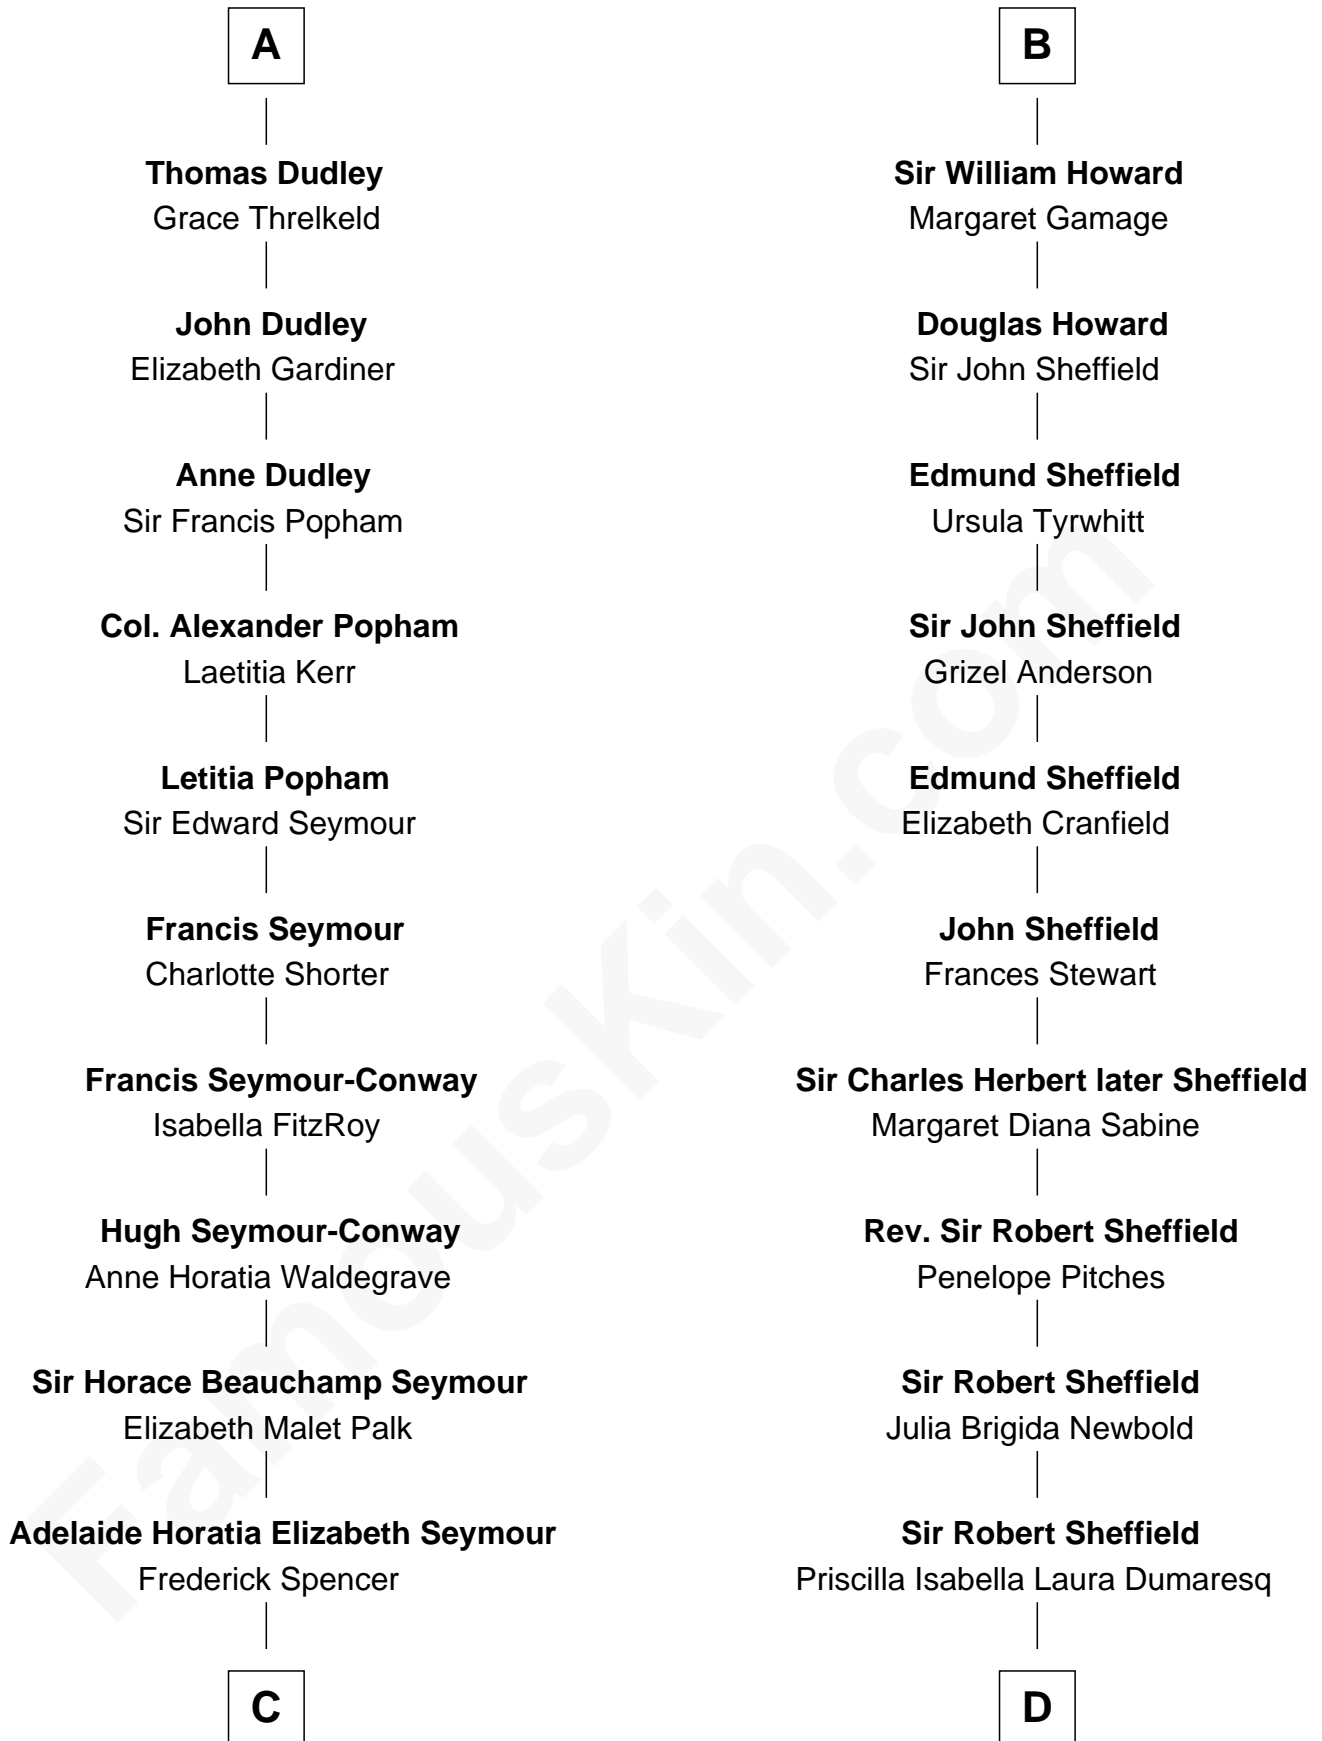 A
Thomas Dudley
Grace Threlkeld
John Dudley
Elizabeth Gardiner
Anne Dudley
Sir Francis Popham
Col. Alexander Popham
Laetitia Kerr
Letitia Popham
Sir Edward Seymour
Francis Seymour
Charlotte Shorter
Francis Seymour-Conway
Isabella FitzRoy
Hugh Seymour-Conway
Anne Horatia Waldegrave
Sir Horace Beauchamp Seymour
Elizabeth Malet Palk
Adelaide Horatia Elizabeth Seymour
Frederick Spencer
C
B
Sir William Howard
Margaret Gamage
Douglas Howard
Sir John Sheffield
Edmund Sheffield
Ursula Tyrwhitt
Sir John Sheffield
Grizel Anderson
Edmund Sheffield
Elizabeth Cranfield
John Sheffield
Frances Stewart
Sir Charles Herbert later Sheffield
Margaret Diana Sabine
Rev. Sir Robert Sheffield
Penelope Pitches
Sir Robert Sheffield
Julia Brigida Newbold
Sir Robert Sheffield
Priscilla Isabella Laura Dumaresq
D
FamousKin.com